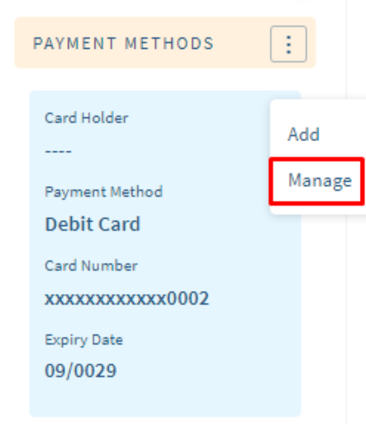 PAYMENT METHODS
Card Holder
----
Add
Manage
Payment Method
Debit Card
Card Number
xxxxxxxxxxxx0002
Expiry Date
09/0029